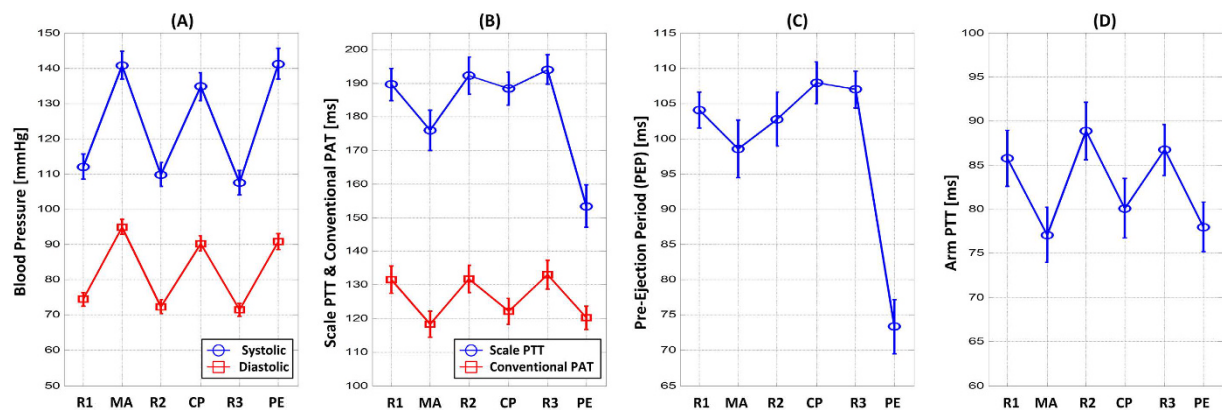 (A)
Blood Pressure [mmHg]
150
140
130
120
110
100
90
80
70
60
50
R1 MA R2 CP R3 PE
Systolic
Diastolic
(B)
Scale PTT & Conventional PAT [ms]
200
190
180
170
160
150
140
130
120
110
100
R1 MA R2 CP R3 PE
Scale PTT
Conventional PAT
(C)
Pre-Ejection Period (PEP) [ms]
115
110
105
100
95
90
85
80
75
70
65
R1 MA R2 CP R3 PE
(D)
Arm PTT [ms]
100
95
90
85
80
75
70
65
60
R1 MA R2 CP R3 PE